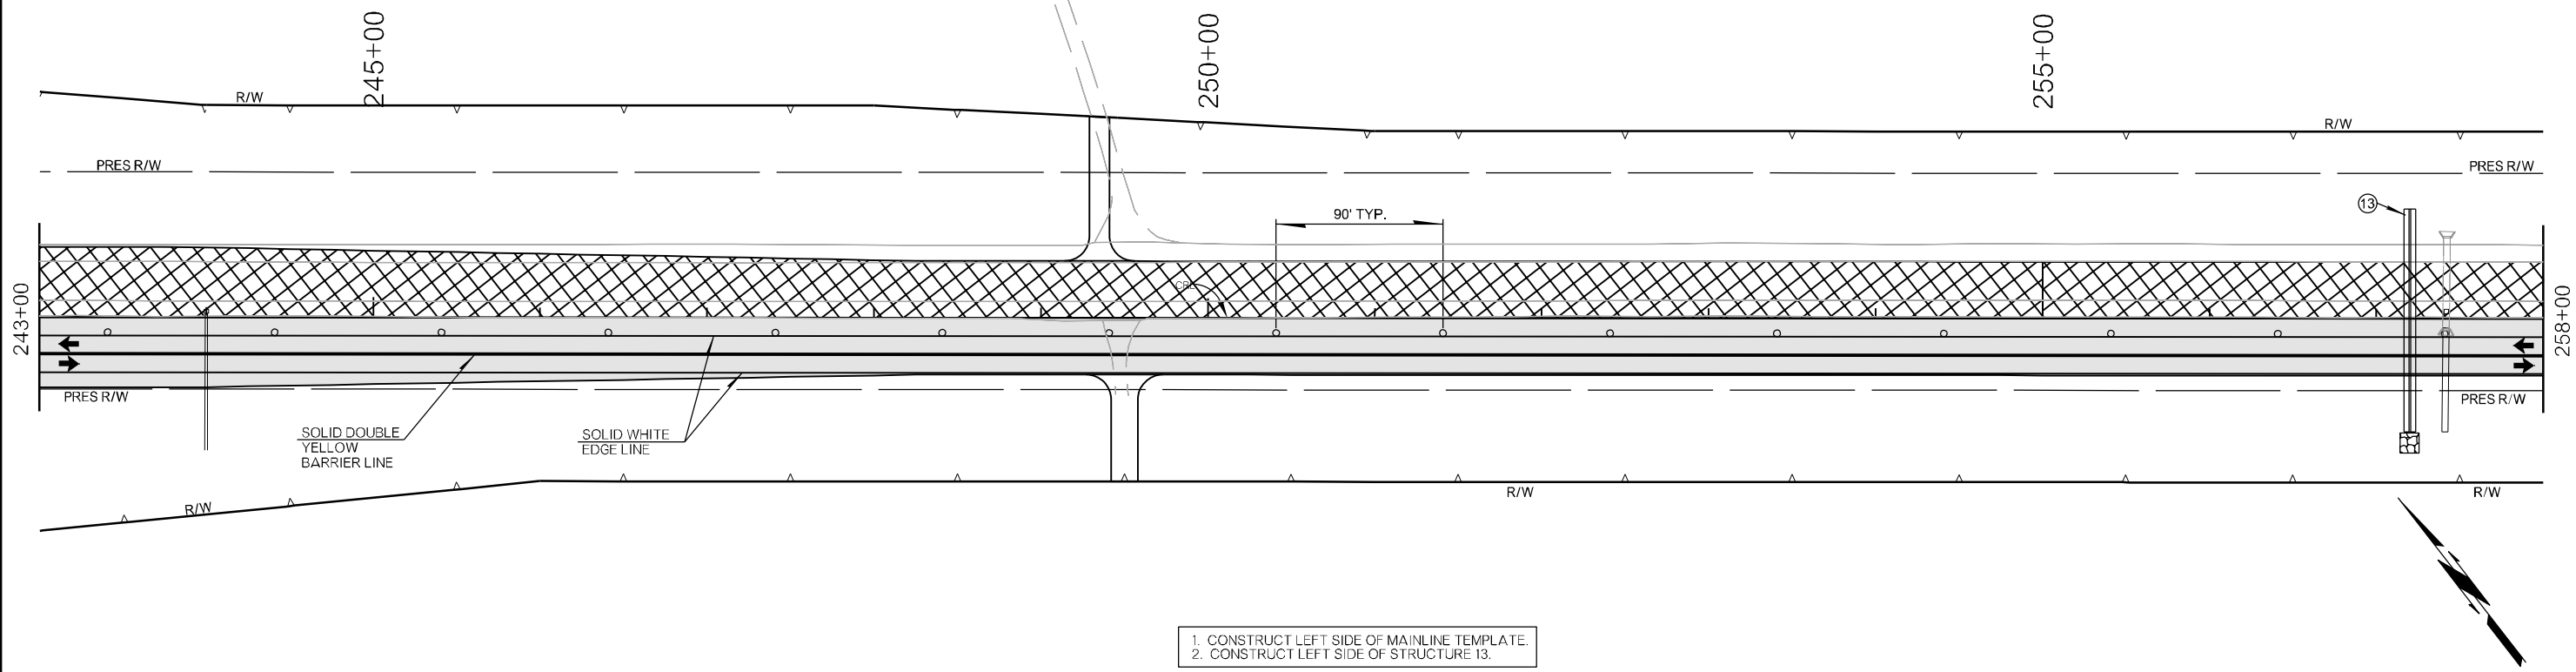 245+00
250+00
255+00
R/W
R/W
PRES R/W
PRES R/W
13
90' TYP.
243+00
258+00
PRES R/W
PRES R/W
SOLID DOUBLE
YELLOW
BARRIER LINE
SOLID WHITE
EDGE LINE
R/W
R/W
R/W
1. CONSTRUCT LEFT SIDE OF MAINLINE TEMPLATE.
2. CONSTRUCT LEFT SIDE OF STRUCTURE 13.